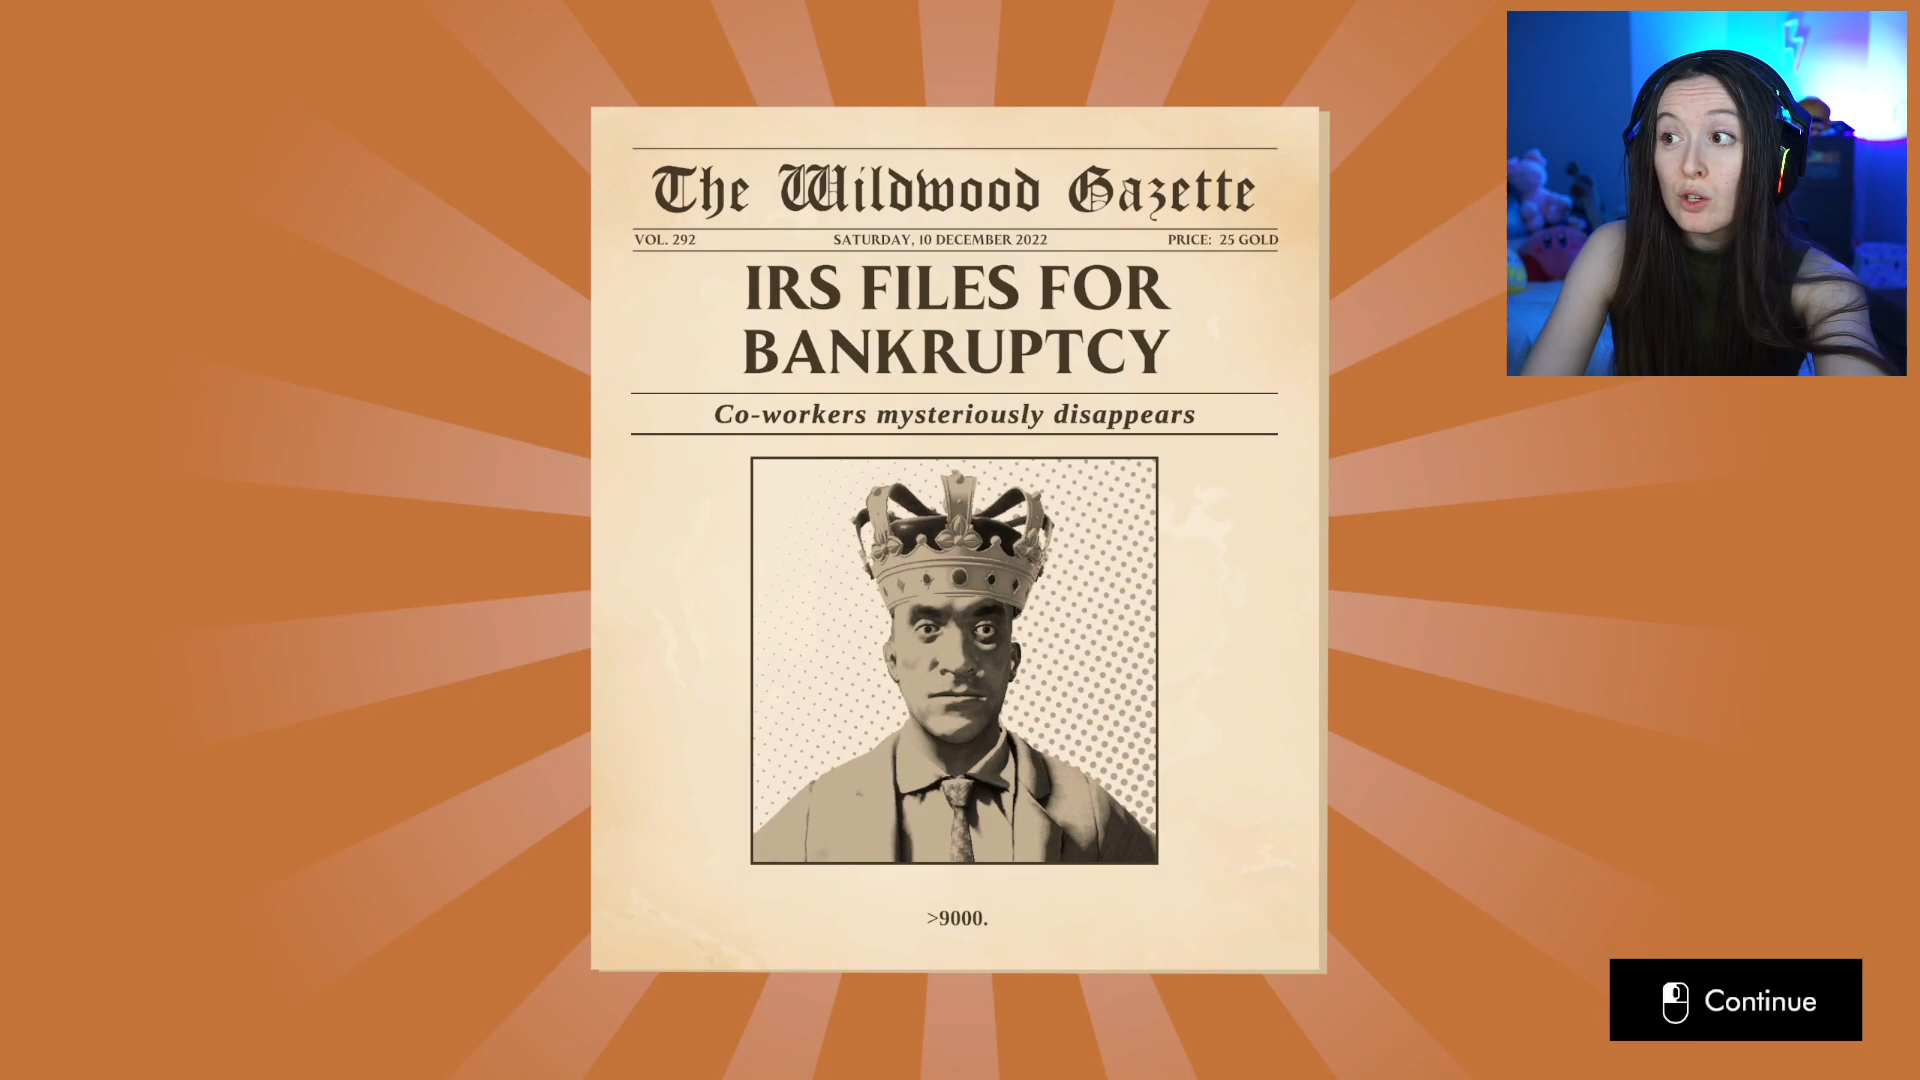 The Wildwood Gazette
VOL. 292 SATURDAY, 10 DECEMBER 2022 PRICE: 25 GOLD
IRS FILES FOR
BANKRUPTCY
Co-workers mysteriously disappears
>9000.
Continue